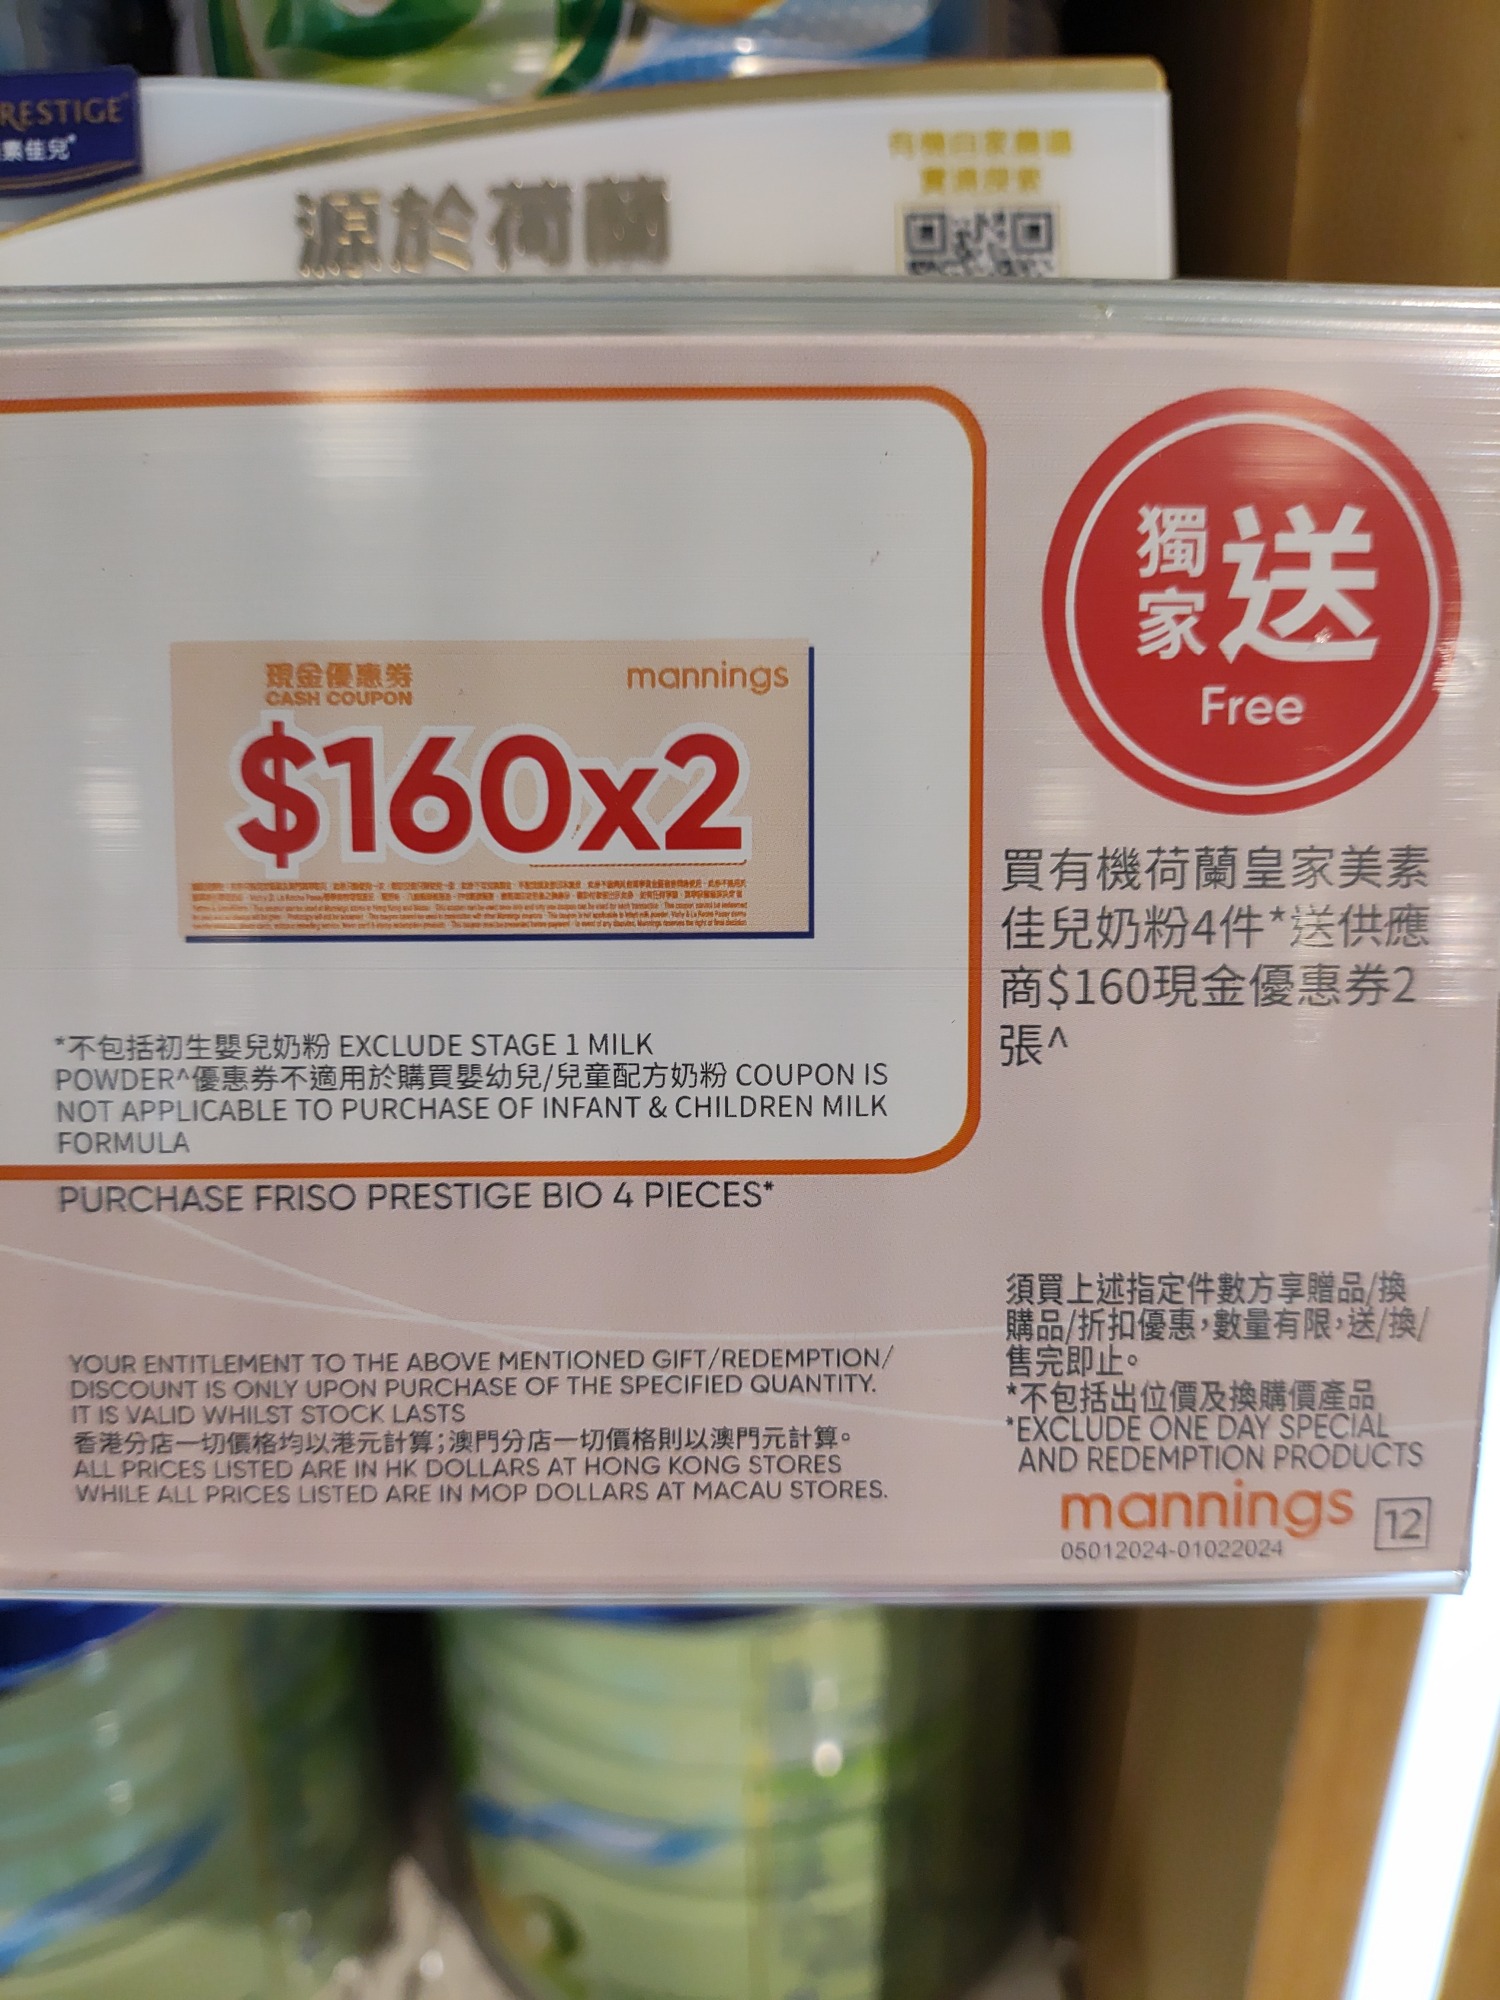 RESTIGE
素佳兒
源於荷蘭
獨家
送
Free
現金優惠券
CASH COUPON
mannings
$160x2
買有機荷蘭皇家美素
佳兒奶粉4件*送供應
商$160現金優惠券2
張^
*不包括初生嬰兒奶粉 EXCLUDE STAGE 1 MILK
POWDER^優惠券不適用於購買嬰幼兒/兒童配方奶粉 COUPON IS
NOT APPLICABLE TO PURCHASE OF INFANT & CHILDREN MILK
FORMULA
PURCHASE FRISO PRESTIGE BIO 4 PIECES*
YOUR ENTITLEMENT TO THE ABOVE MENTIONED GIFT/REDEMPTION/
DISCOUNT IS ONLY UPON PURCHASE OF THE SPECIFIED QUANTITY.
IT IS VALID WHILST STOCK LASTS
香港分店一切價格均以港元計算;澳門分店一切價格則以澳門元計算。
ALL PRICES LISTED ARE IN HK DOLLARS AT HONG KONG STORES
WHILE ALL PRICES LISTED ARE IN MOP DOLLARS AT MACAU STORES.
須買上述指定件數方享贈品/換
購品/折扣優惠,數量有限,送/換/
售完即止。
*不包括出位價及換購價產品
*EXCLUDE ONE DAY SPECIAL
AND REDEMPTION PRODUCTS
mannings 12
05012024-01022024